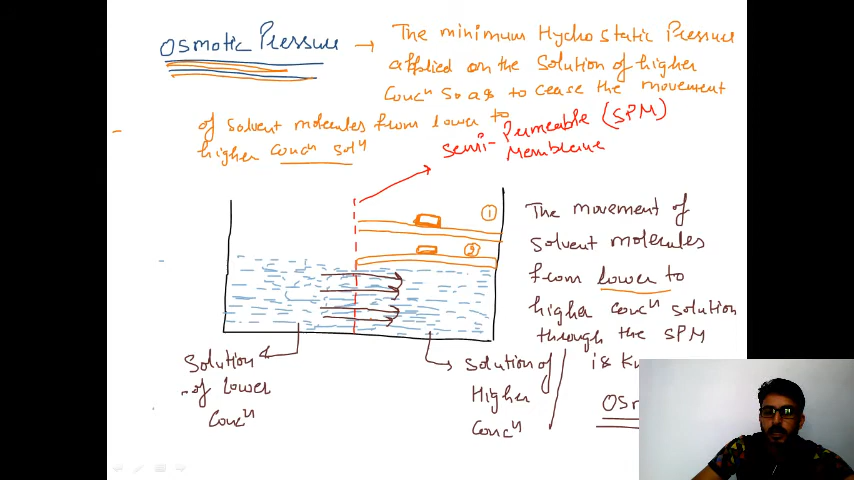 Osmotic Pressure → The minimum Hydrostatic Pressure
applied on the Solution of higher
Concⁿ So as to cease the movement
of solvent molecules from lower to
higher concⁿ solⁿ
Semi-Permeable (SPM)
Membrane
①
②
The movement of
solvent molecules
from lower to
higher concⁿ solution
through the SPM
is
Solution
of lower
Concⁿ
Solution of
Higher
Concⁿ